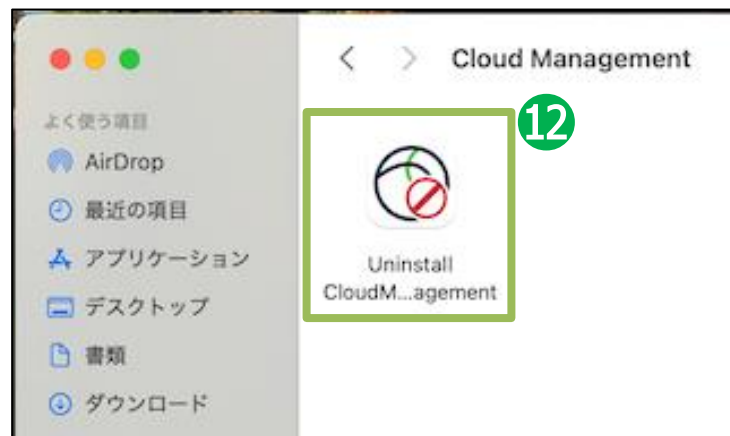 Cloud Management
よく使う項目
AirDrop
最近の項目
アプリケーション
デスクトップ
書類
ダウンロード
12
Uninstall
CloudM...agement